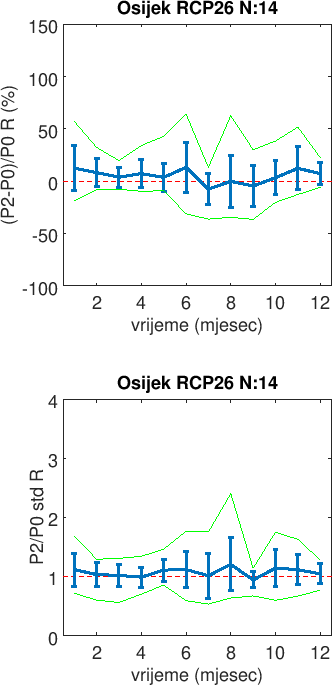 Osijek RCP26 N:14
(P2-P0)/P0 R (%)
150
100
50
0
-50
-100
2 4 6 8 10 12
vrijeme (mjesec)
Osijek RCP26 N:14
P2/P0 std R
4
3
2
1
0
2 4 6 8 10 12
vrijeme (mjesec)